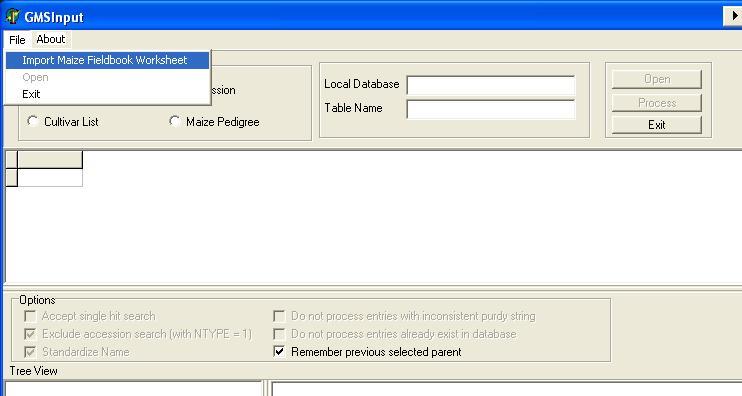 GMSInput
File About
Import Maize Fieldbook Worksheet
Open
Exit
ssion
Cultivar List
Maize Pedigree
Local Database
Table Name
Open
Process
Exit
Options
Accept single hit search
Do not process entries with inconsistent purdy string
Exclude accession search (with NTYPE = 1)
Do not process entries already exist in database
Standardize Name
Remember previous selected parent
Tree View